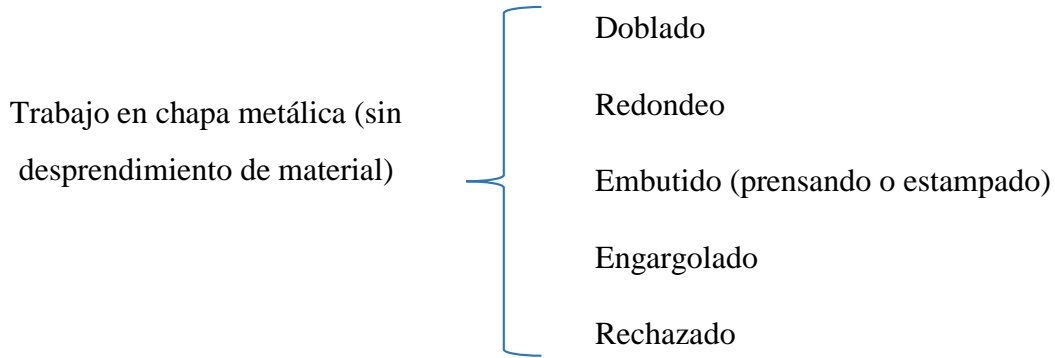 Trabajo en chapa metálica (sin
desprendimiento de material)
Doblado
Redondeo
Embutido (prensando o estampado)
Engargolado
Rechazado